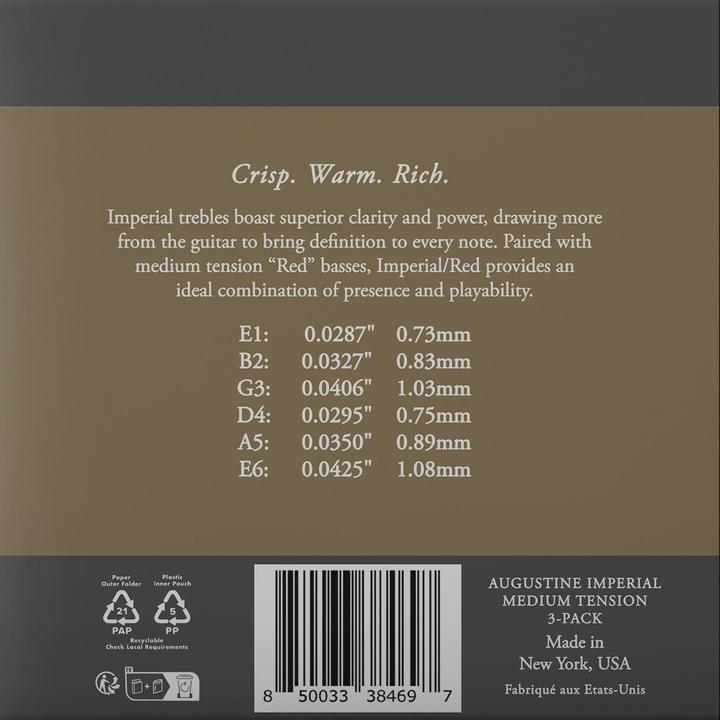 Crisp. Warm. Rich.
Imperial trebles boast superior clarity and power, drawing more
from the guitar to bring definition to every note. Paired with
medium tension “Red” basses, Imperial/Red provides an
ideal combination of presence and playability.
E1: 0.0287" 0.73mm
B2: 0.0327" 0.83mm
G3: 0.0406" 1.03mm
D4: 0.0295" 0.75mm
A5: 0.0350" 0.89mm
E6: 0.0425" 1.08mm
Paper
Outer Folder
21
PAP
Plastic
Inner Pouch
5
PP
Recyclable
Check Local Requirements
8 50033 38469 7
AUGUSTINE IMPERIAL
MEDIUM TENSION
3-PACK
Made in
New York, USA
Fabriqué aux Etats-Unis